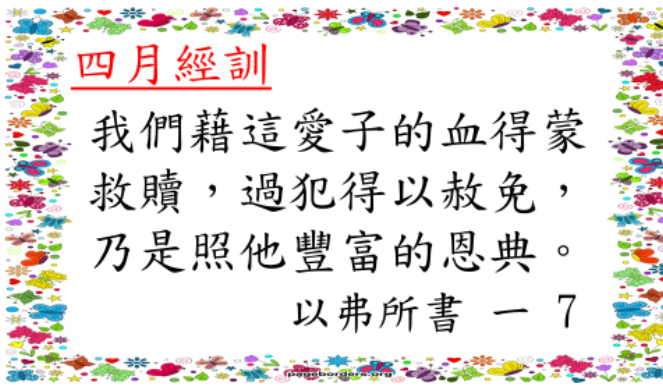 四月經訓
我們藉這愛子的血得蒙
救贖，過犯得以赦免，
乃是照他豐富的恩典。
以弗所書 一 7
pageborders.org